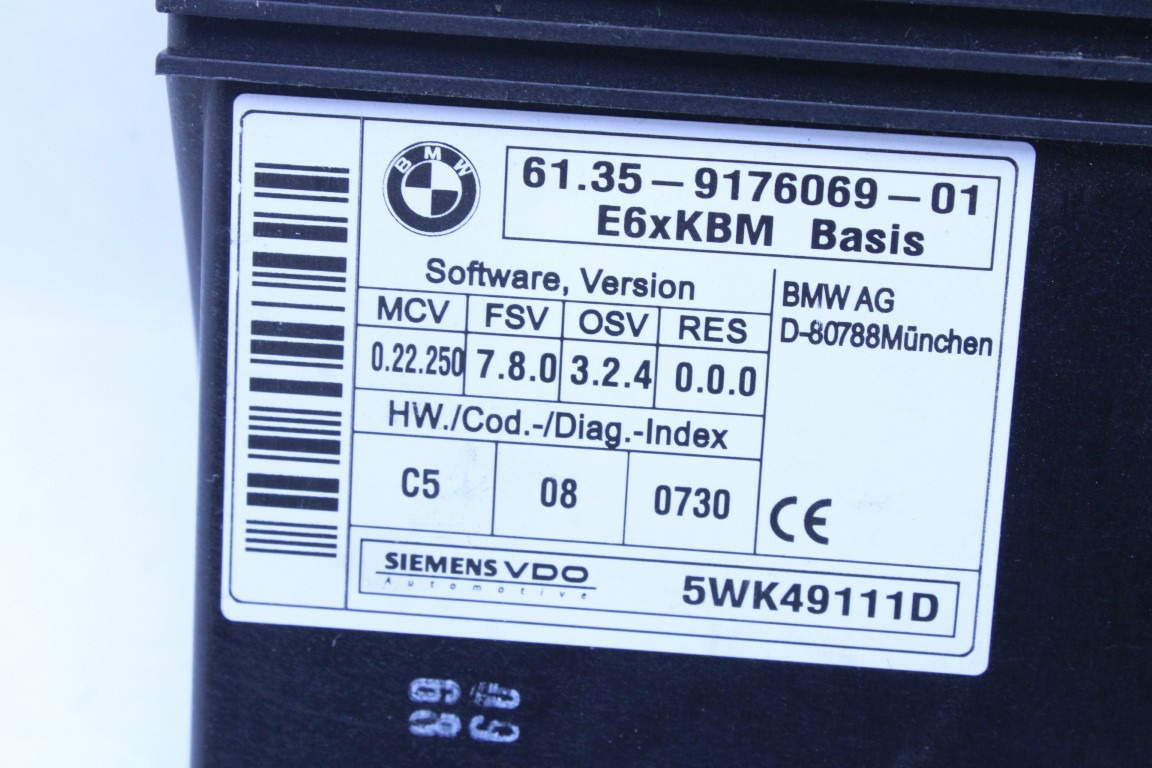 BMW
61.35-9176069-01
E6xKBM Basis
Software, Version
MCV FSV OSV RES
0.22.250 7.8.0 3.2.4 0.0.0
BMW AG
D-80788München
HW./Cod.-/Diag.-Index
C5 08 0730
CE
SIEMENS VDO
Automotive
5WK49111D